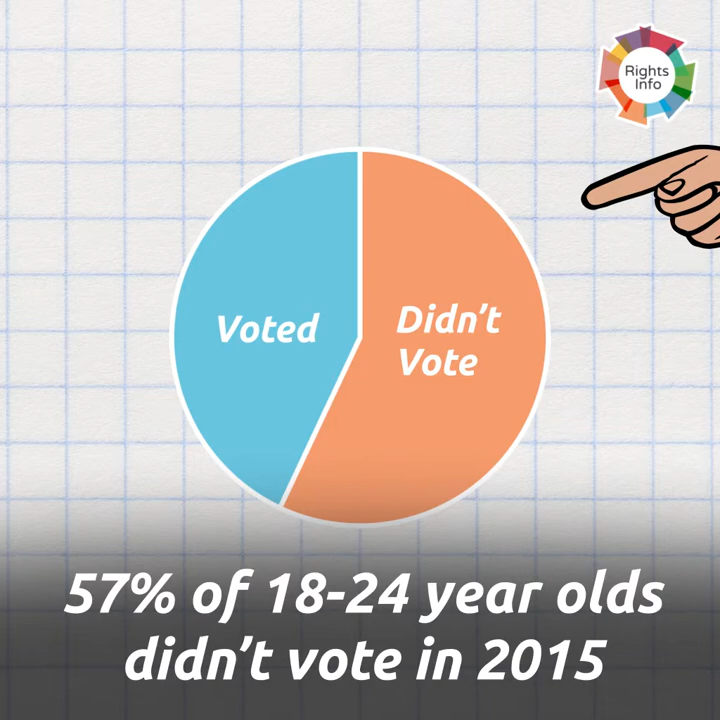 Rights
Info
Voted
Didn't
Vote
57% of 18-24 year olds
didn't vote in 2015